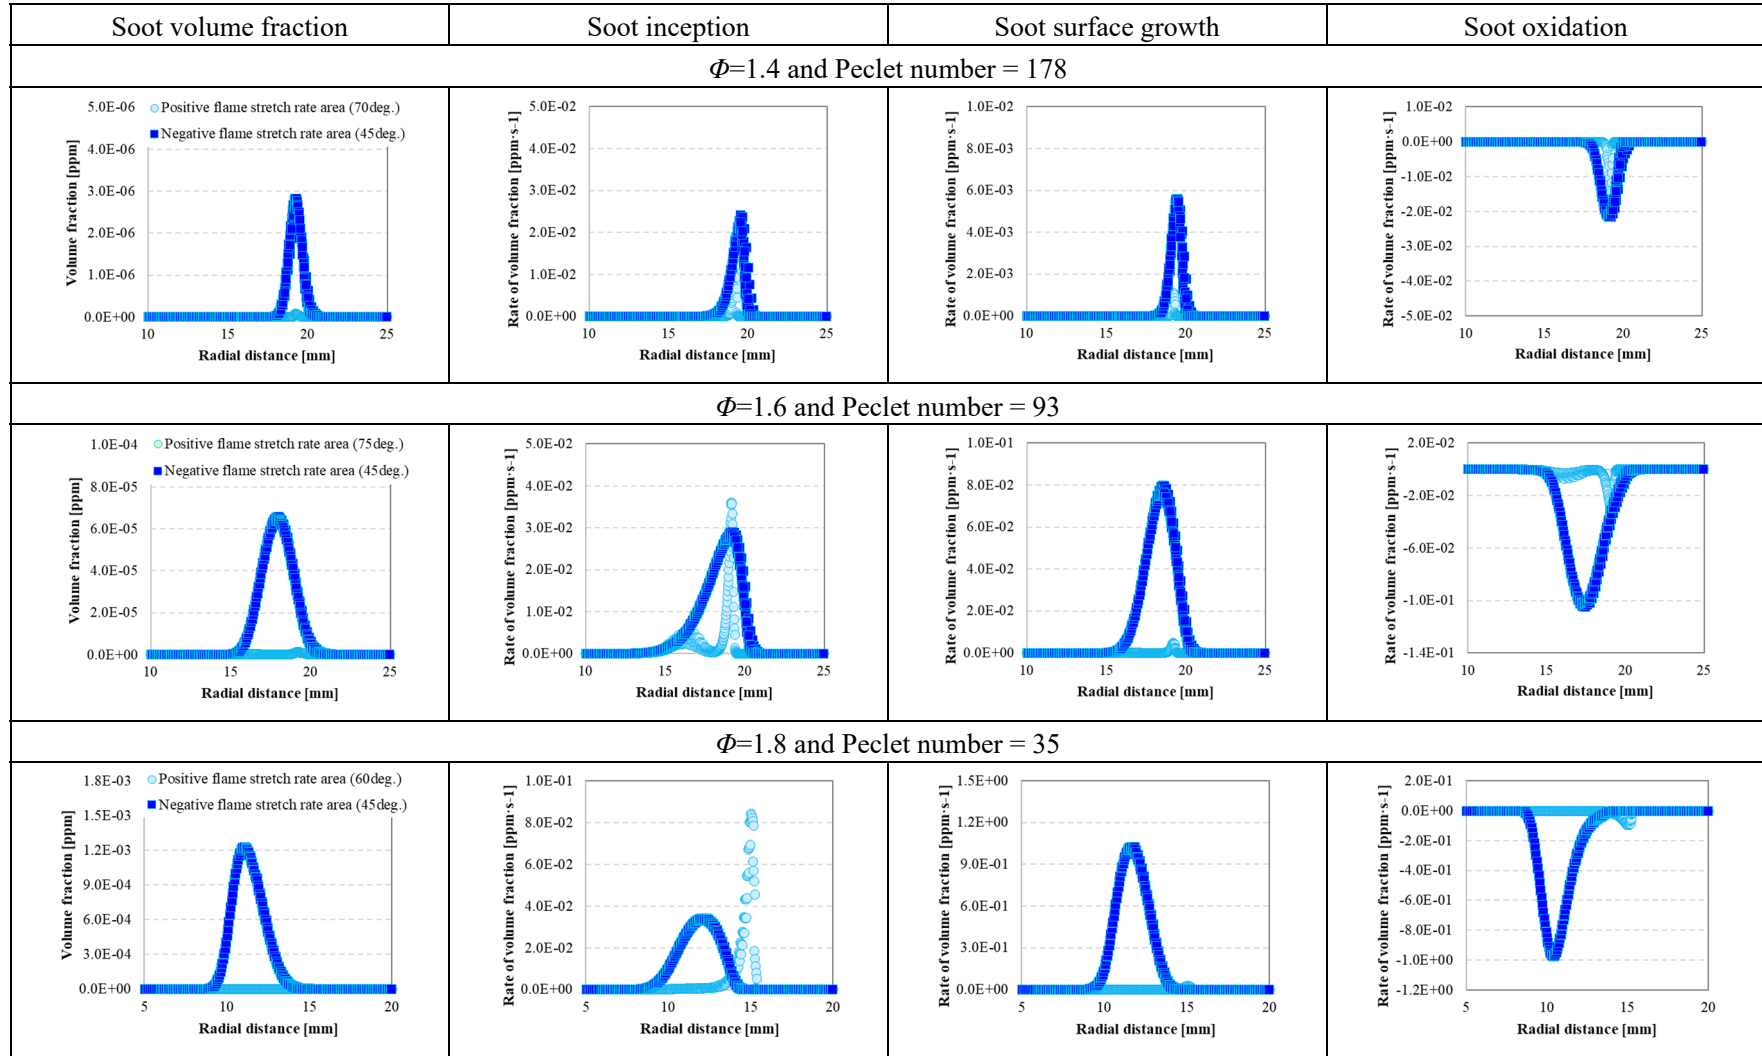 Soot volume fraction
Soot inception
Soot surface growth
Soot oxidation
Φ=1.4 and Peclet number = 178
Positive flame stretch rate area (70deg.)
Negative flame stretch rate area (45deg.)
Volume fraction [ppm]
5.0E-06
4.0E-06
3.0E-06
2.0E-06
1.0E-06
0.0E+00
10 15 20 25
Radial distance [mm]
Rate of volume fraction [ppm·s-1]
5.0E-02
4.0E-02
3.0E-02
2.0E-02
1.0E-02
0.0E+00
10 15 20 25
Radial distance [mm]
Rate of volume fraction [ppm·s-1]
1.0E-02
8.0E-03
6.0E-03
4.0E-03
2.0E-03
0.0E+00
10 15 20 25
Radial distance [mm]
Rate of volume fraction [ppm·s-1]
1.0E-02
0.0E+00
-1.0E-02
-2.0E-02
-3.0E-02
-4.0E-02
-5.0E-02
10 15 20 25
Radial distance [mm]
Φ=1.6 and Peclet number = 93
Positive flame stretch rate area (75deg.)
Negative flame stretch rate area (45deg.)
Volume fraction [ppm]
1.0E-04
8.0E-05
6.0E-05
4.0E-05
2.0E-05
0.0E+00
10 15 20 25
Radial distance [mm]
Rate of volume fraction [ppm·s-1]
5.0E-02
4.0E-02
3.0E-02
2.0E-02
1.0E-02
0.0E+00
10 15 20 25
Radial distance [mm]
Rate of volume fraction [ppm·s-1]
1.0E-01
8.0E-02
6.0E-02
4.0E-02
2.0E-02
0.0E+00
10 15 20 25
Radial distance [mm]
Rate of volume fraction [ppm·s-1]
2.0E-02
-2.0E-02
-6.0E-02
-1.0E-01
-1.4E-01
10 15 20 25
Radial distance [mm]
Φ=1.8 and Peclet number = 35
Positive flame stretch rate area (60deg.)
Negative flame stretch rate area (45deg.)
Volume fraction [ppm]
1.8E-03
1.5E-03
1.2E-03
9.0E-04
6.0E-04
3.0E-04
0.0E+00
5 10 15 20
Radial distance [mm]
Rate of volume fraction [ppm·s-1]
1.0E-01
8.0E-02
6.0E-02
4.0E-02
2.0E-02
0.0E+00
5 10 15 20
Radial distance [mm]
Rate of volume fraction [ppm·s-1]
1.5E+00
1.2E+00
9.0E-01
6.0E-01
3.0E-01
0.0E+00
5 10 15 20
Radial distance [mm]
Rate of volume fraction [ppm·s-1]
2.0E-01
0.0E+00
-2.0E-01
-4.0E-01
-6.0E-01
-8.0E-01
-1.0E+00
-1.2E+00
5 10 15 20
Radial distance [mm]